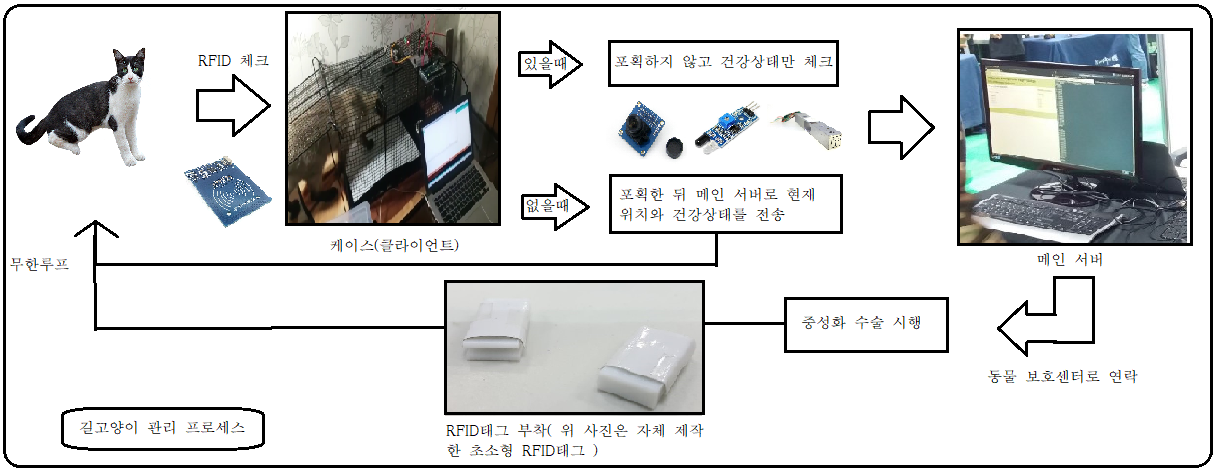 RFID 체크
있을때
포획하지 않고 건강상태만 체크
없을때
포획한 뒤 메인 서버로 현재
위치와 건강상태를 전송
케이스(클라이언트)
메인 서버
무한루프
중성화 수술 시행
동물 보호센터로 연락
길고양이 관리 프로세스
RFID태그 부착( 위 사진은 자체 제작
한 초소형 RFID태그 )